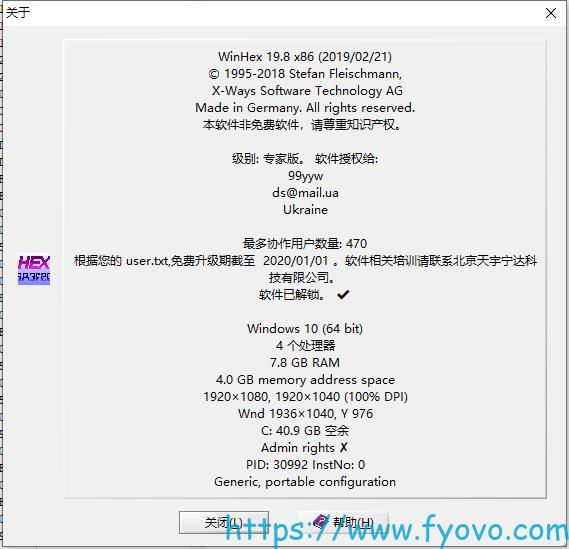 关于
WinHex 19.8 x86 (2019/02/21)
© 1995-2018 Stefan Fleischmann,
X-Ways Software Technology AG
Made in Germany. All rights reserved.
本软件非免费软件，请尊重知识产权。
级别: 专家版。 软件授权给:
99yyw
ds@mail.ua
Ukraine
最多协作用户数量: 470
根据您的 user.txt,免费升级期截至 2020/01/01 。软件相关培训请联系北京天宇宁达科
技有限公司。
软件已解锁。 ✔
HEX
Windows 10 (64 bit)
4 个处理器
7.8 GB RAM
4.0 GB memory address space
1920×1080, 1920×1040 (100% DPI)
Wnd 1936×1040, Y 976
C: 40.9 GB 空余
Admin rights ✗
PID: 30992 InstNo: 0
Generic, portable configuration
关闭(L) 帮助(H)
https://www.fyovo.com